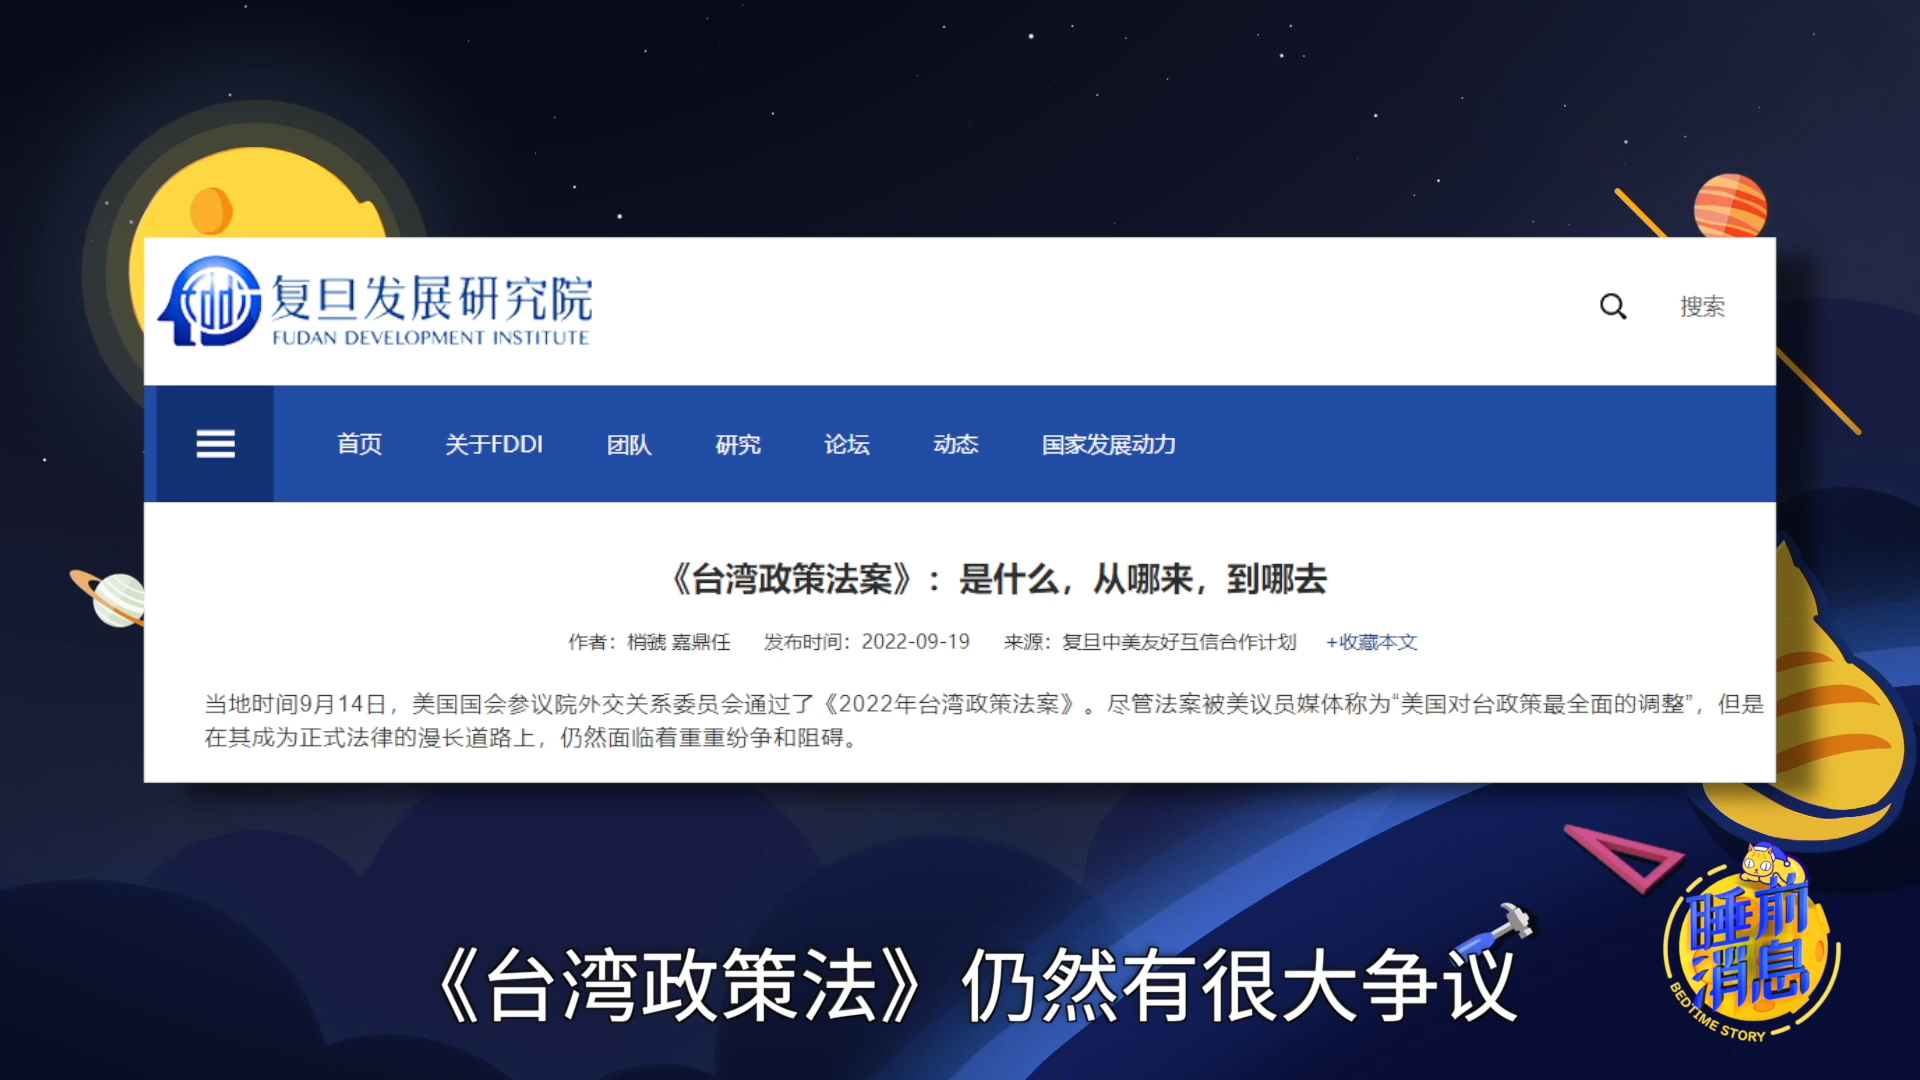 复旦发展研究院
FUDAN DEVELOPMENT INSTITUTE
搜索
首页 关于FDDI 团队 研究 论坛 动态 国家发展动力
《台湾政策法案》：是什么，从哪来，到哪去
作者：梢虢 嘉鼎任 发布时间：2022-09-19 来源：复旦中美友好互信合作计划 +收藏本文
当地时间9月14日，美国国会参议院外交关系委员会通过了《2022年台湾政策法案》。尽管法案被美议员媒体称为“美国对台政策最全面的调整”，但是
在其成为正式法律的漫长道路上，仍然面临着重重纷争和阻碍。
《台湾政策法》仍然有很大争议
睡前
消息
BEDTIME STORY